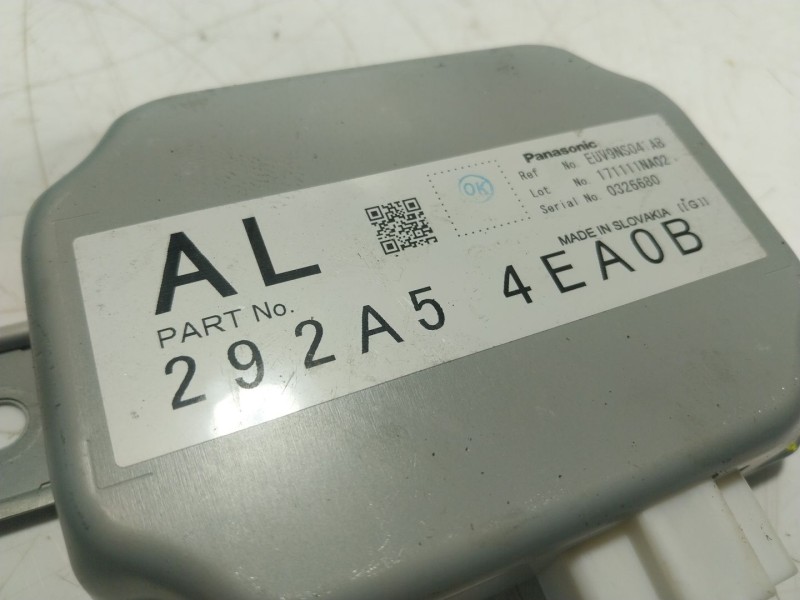 AL
OK
Panasonic
Ref No. EUV9NS04 AB
Lot No. 171111NA02
Serial No. 0326680
MADE IN SLOVAKIA
PART No.
292A5 4EA0B